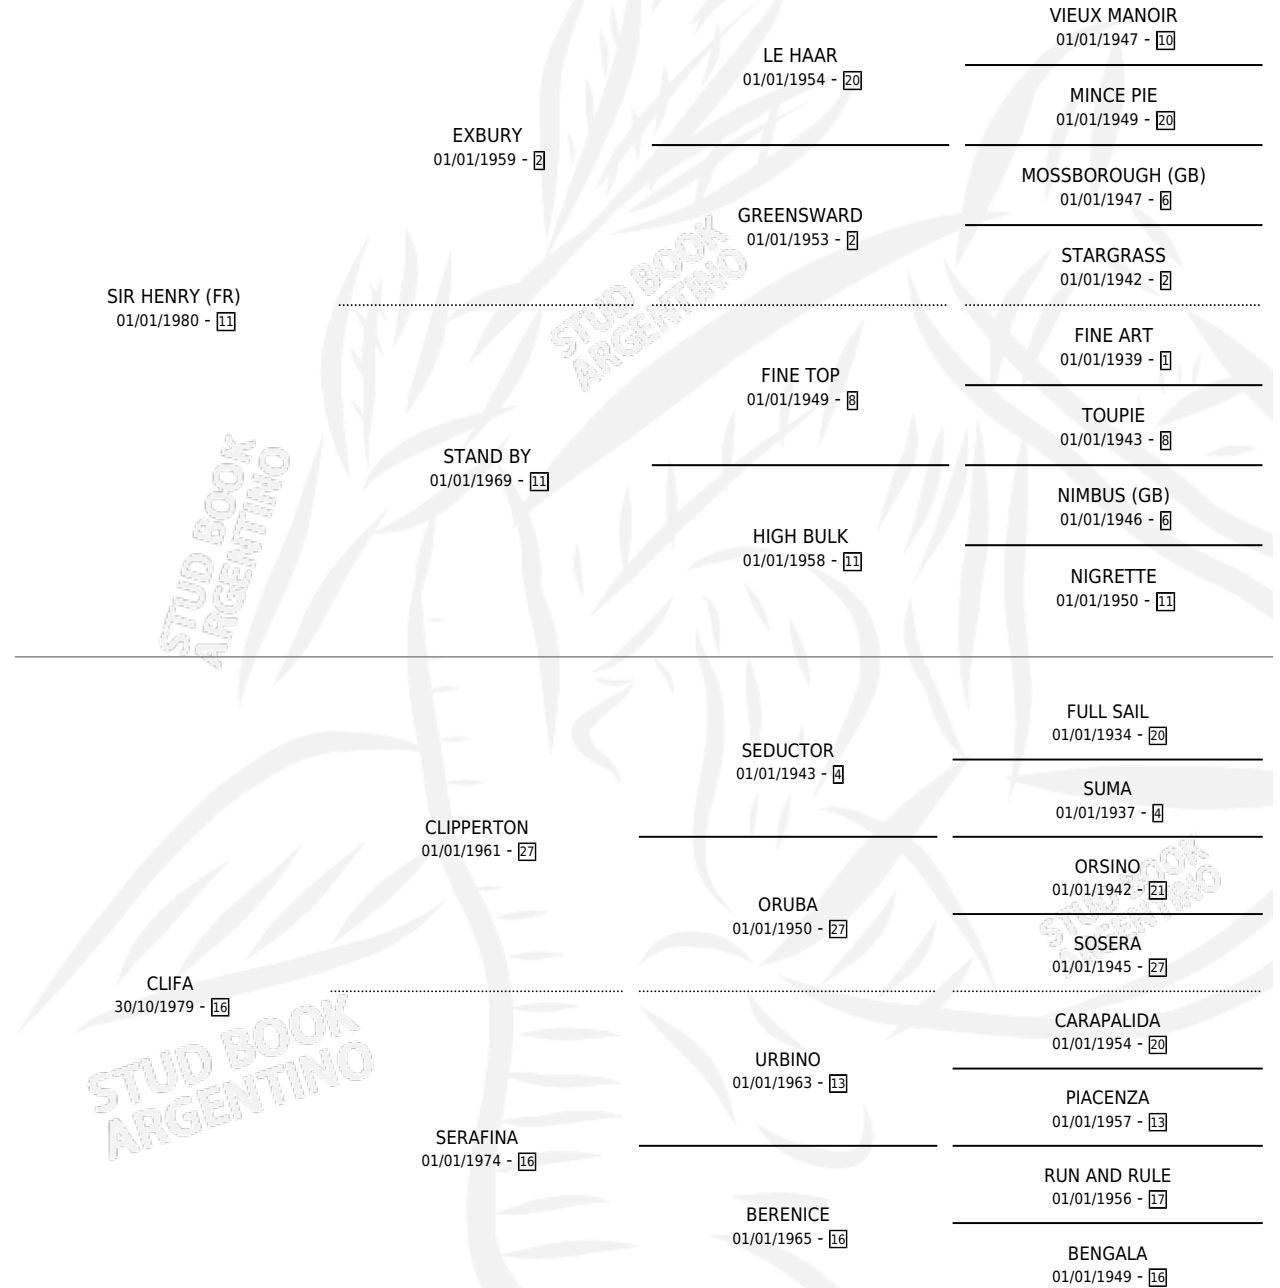 VIEUX MANOIR
01/01/1947 - 10
LE HAAR
01/01/1954 - 20
MINCE PIE
01/01/1949 - 20
EXBURY
01/01/1959 - 2
MOSSBOROUGH (GB)
01/01/1947 - 6
GREENSWARD
01/01/1953 - 2
STARGRASS
01/01/1942 - 2
SIR HENRY (FR)
01/01/1980 - 11
FINE ART
01/01/1939 - 1
FINE TOP
01/01/1949 - 8
TOUPIE
01/01/1943 - 8
STAND BY
01/01/1969 - 11
NIMBUS (GB)
01/01/1946 - 6
HIGH BULK
01/01/1958 - 11
NIGRETTE
01/01/1950 - 11
FULL SAIL
01/01/1934 - 20
SEDUCTOR
01/01/1943 - 4
SUMA
01/01/1937 - 4
CLIPPERTON
01/01/1961 - 27
ORSINO
01/01/1942 - 21
ORUBA
01/01/1950 - 27
SOSERA
01/01/1945 - 27
CLIFA
30/10/1979 - 16
CARAPALIDA
01/01/1954 - 20
URBINO
01/01/1963 - 13
PIACENZA
01/01/1957 - 13
SERAFINA
01/01/1974 - 16
RUN AND RULE
01/01/1956 - 17
BERENICE
01/01/1965 - 16
BENGALA
01/01/1949 - 16
STUD BOOK
ARGENTINO
STUD BOOK
ARGENTINO
STUD BOOK
ARGENTINO
STUD BOOK
ARGENTINO